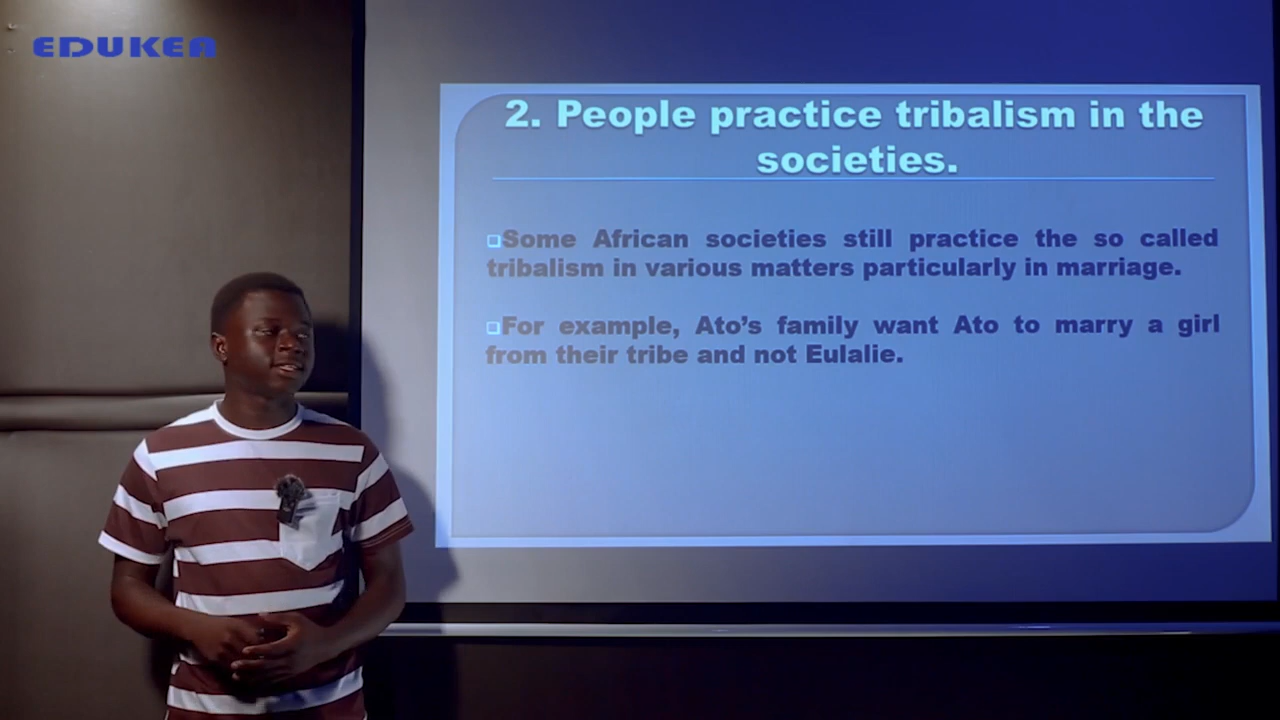 EDUKEA
2. People practice tribalism in the
societies.
❑Some African societies still practice the so called
tribalism in various matters particularly in marriage.
❑For example, Ato’s family want Ato to marry a girl
from their tribe and not Eulalie.